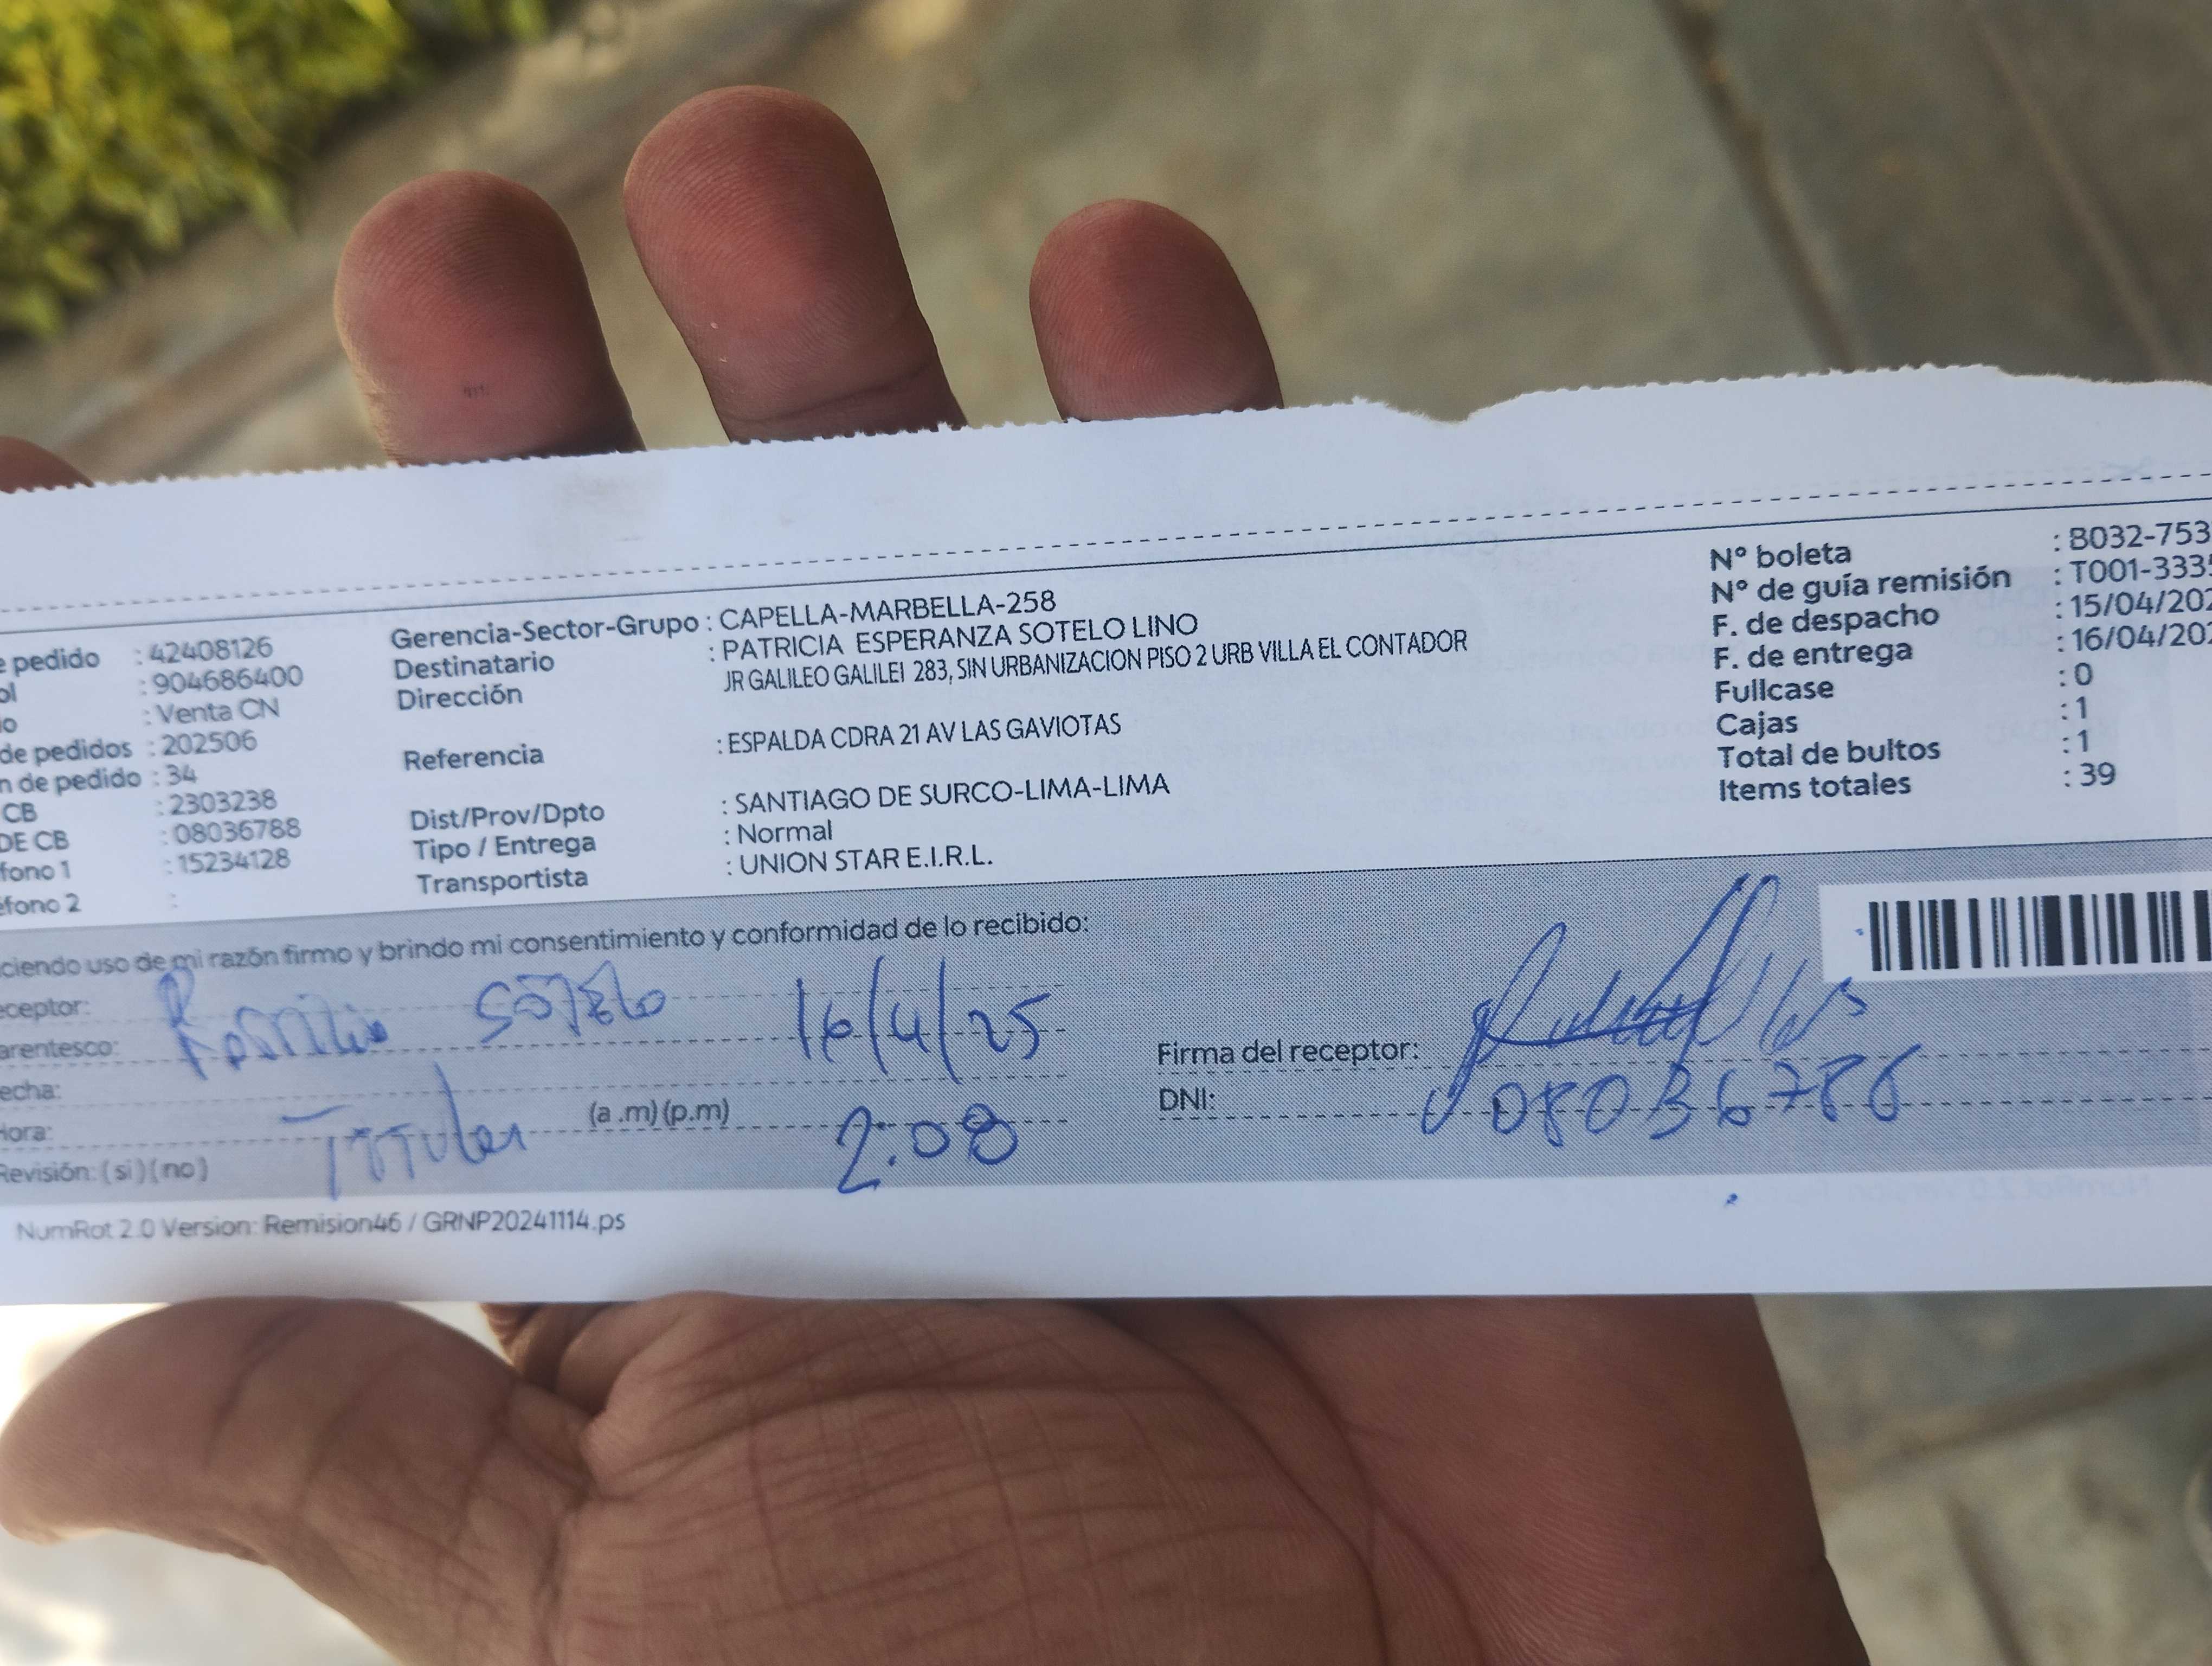 e pedido : 42408126
ol : 904686400
o : Venta CN
de pedidos : 202506
n de pedido : 34
CB : 2303238
DE CB : 08036788
fono 1 : 15234128
éfono 2 :
Gerencia-Sector-Grupo : CAPELLA-MARBELLA-258
Destinatario : PATRICIA ESPERANZA SOTELO LINO
Dirección JR GALILEO GALILEI 283, SIN URBANIZACION PISO 2 URB VILLA EL CONTADOR
Referencia : ESPALDA CDRA 21 AV LAS GAVIOTAS
Dist/Prov/Dpto : SANTIAGO DE SURCO-LIMA-LIMA
Tipo / Entrega : Normal
Transportista : UNION STAR E.I.R.L.
N° boleta : B032-753
N° de guía remisión : T001-333
F. de despacho : 15/04/202
F. de entrega : 16/04/202
Fullcase : 0
Cajas : 1
Total de bultos : 1
Items totales : 39
ciendo uso de mi razón firmo y brindo mi consentimiento y conformidad de lo recibido:
eceptor: SOTELO 16/4/25
arentesco:
echa:
Hora: Titular (a .m) (p.m) 2:08
Revisión: ( si ) ( no )
Firma del receptor:
DNI: 08036788
NumRot 2.0 Version: Remision46 / GRNP20241114.ps